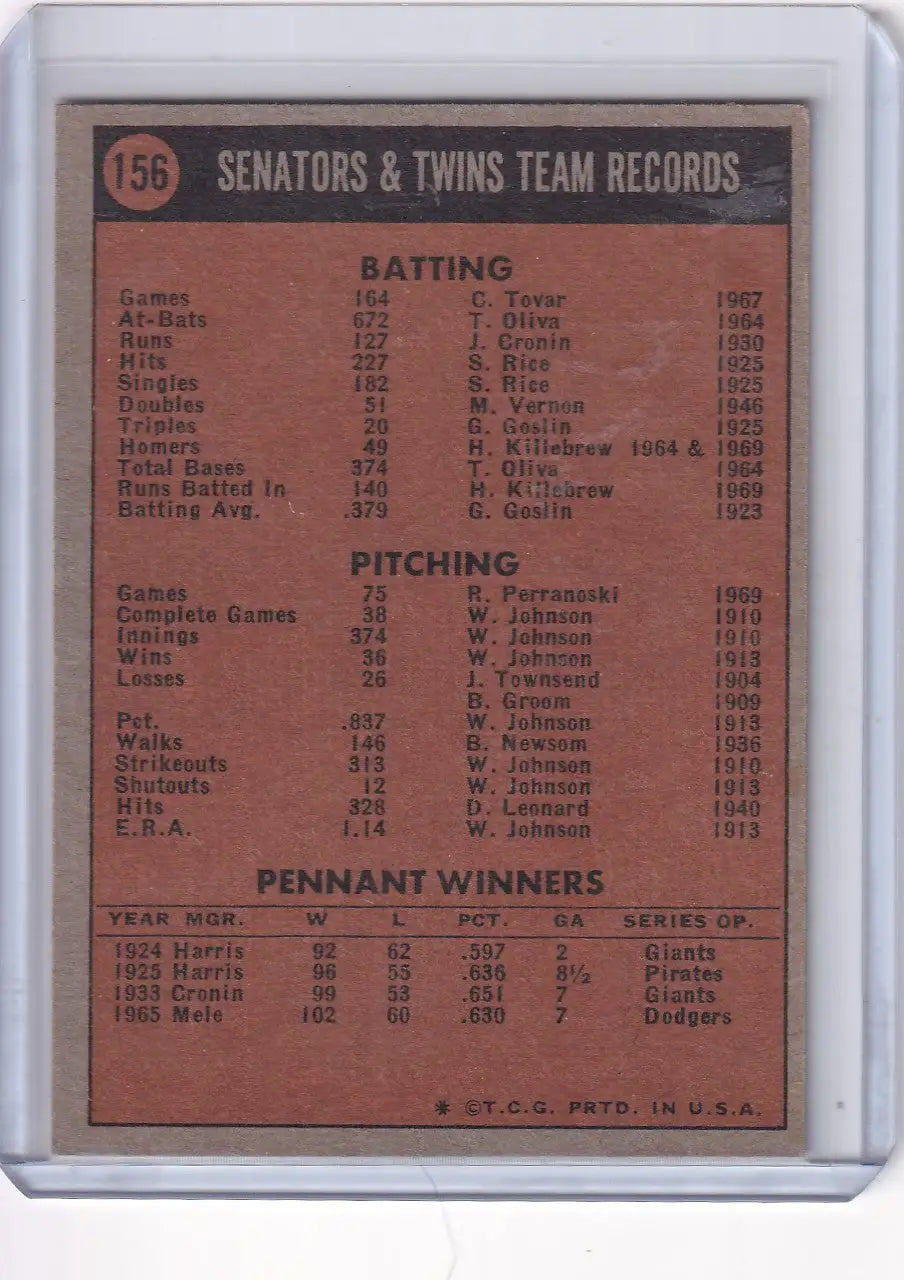 156 SENATORS & TWINS TEAM RECORDS
BATTING
Games 164 C. Tovar 1967
At-Bats 672 T. Oliva 1964
Runs 127 J. Cronin 1930
Hits 227 S. Rice 1925
Singles 182 S. Rice 1925
Doubles 51 M. Vernon 1946
Triples 20 G. Goslin 1925
Homers 49 H. Killebrew 1964 & 1969
Total Bases 374 T. Oliva 1964
Runs Batted In 140 H. Killebrew 1969
Batting Avg. .379 G. Goslin 1923
PITCHING
Games 75 R. Perranoski 1969
Complete Games 38 W. Johnson 1910
Innings 374 W. Johnson 1910
Wins 36 W. Johnson 1913
Losses 26 J. Townsend 1904
B. Groom 1909
Pct. .837 W. Johnson 1913
Walks 146 B. Newsom 1936
Strikeouts 313 W. Johnson 1910
Shutouts 12 W. Johnson 1913
Hits 328 D. Leonard 1940
E.R.A. 1.14 W. Johnson 1913
PENNANT WINNERS
YEAR MGR. W L PCT. GA SERIES OP.
1924 Harris 92 62 .597 2 Giants
1925 Harris 96 55 .636 8½ Pirates
1933 Cronin 99 53 .651 7 Giants
1965 Mele 102 60 .630 7 Dodgers
* ©T.C.G. PRTD. IN U.S.A.